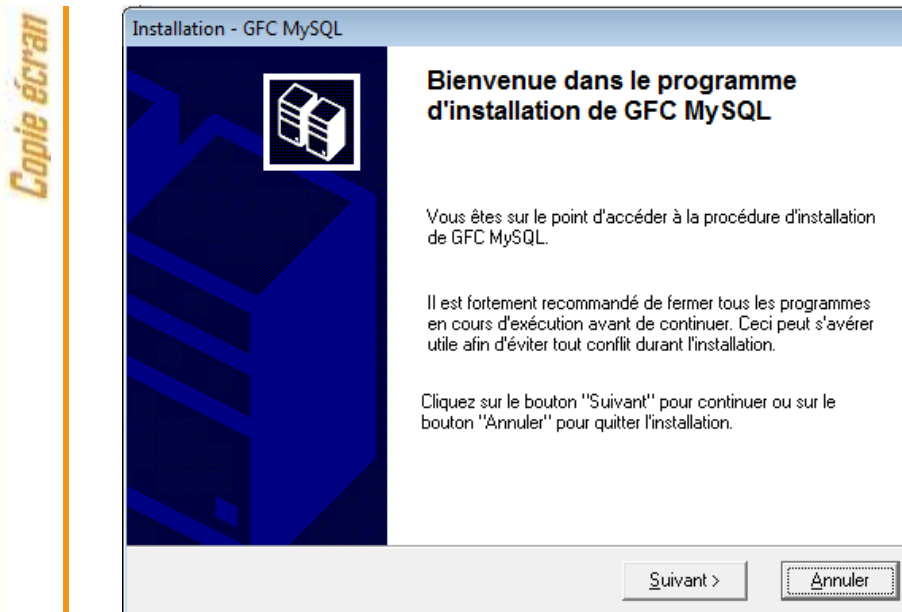 Copie écran
Installation - GFC MySQL
Bienvenue dans le programme
d'installation de GFC MySQL
Vous êtes sur le point d'accéder à la procédure d'installation
de GFC MySQL.
Il est fortement recommandé de fermer tous les programmes
en cours d'exécution avant de continuer. Ceci peut s'avérer
utile afin d'éviter tout conflit durant l'installation.
Cliquez sur le bouton "Suivant" pour continuer ou sur le
bouton "Annuler" pour quitter l'installation.
Suivant >
Annuler